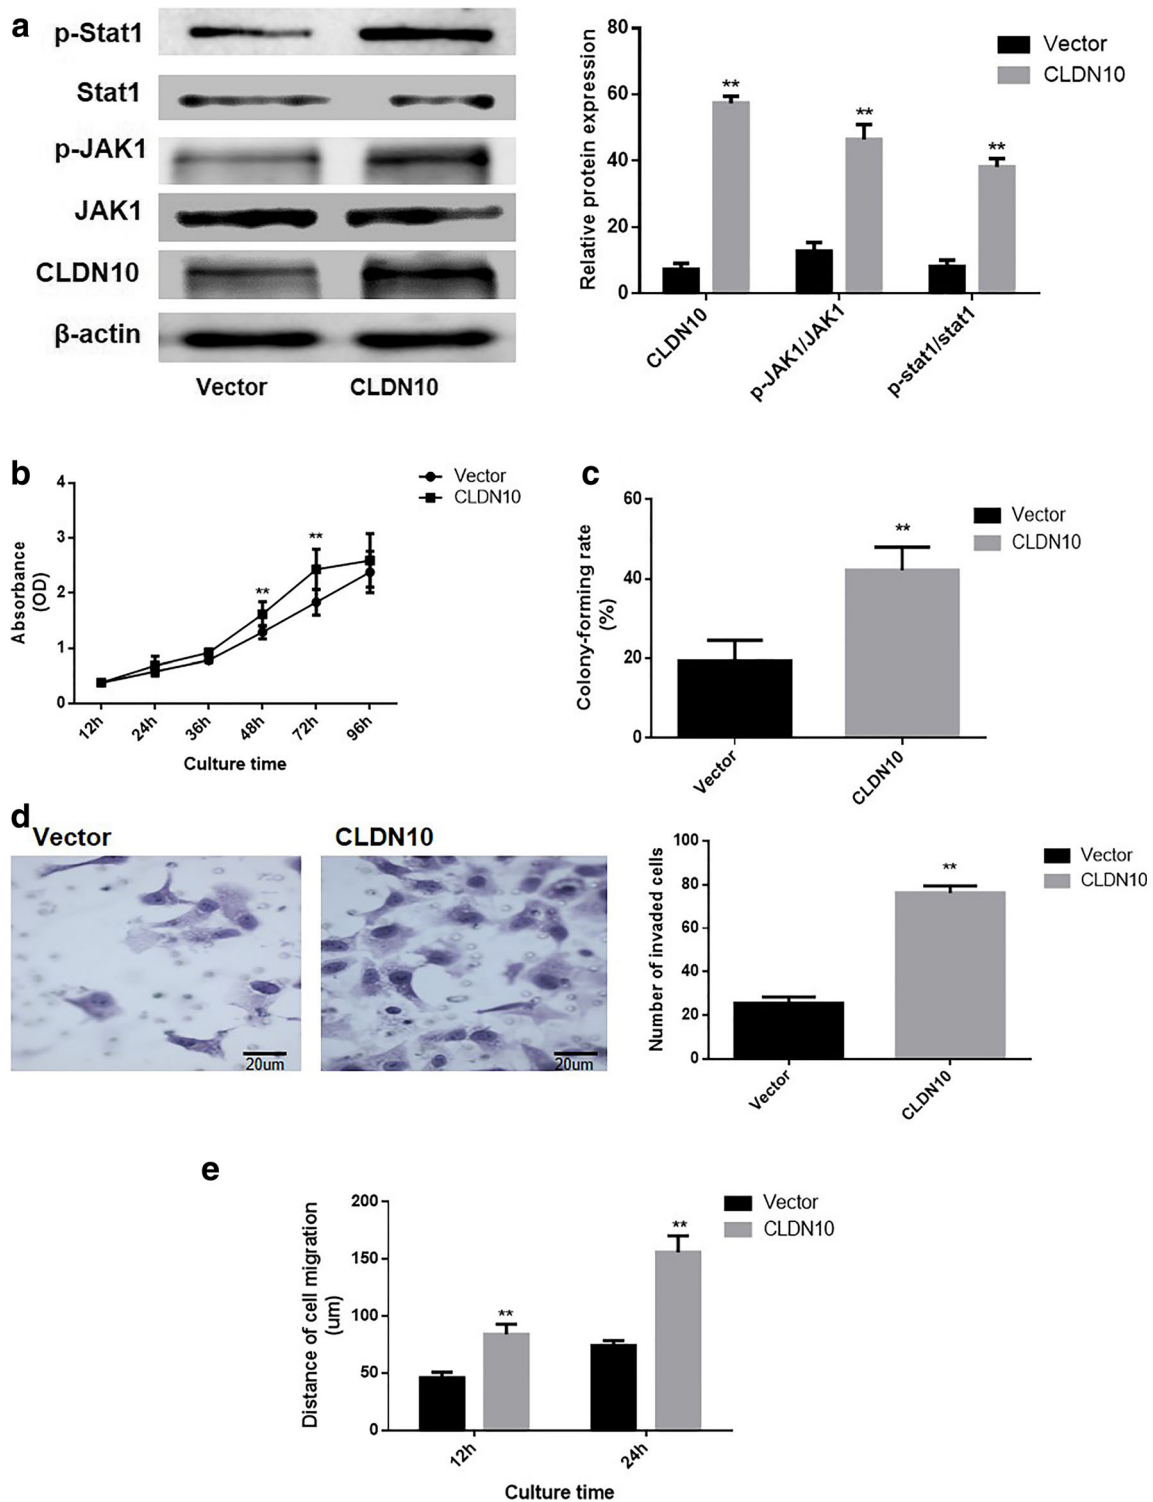 a
p-Stat1
Stat1
p-JAK1
JAK1
CLDN10
β-actin
Vector CLDN10
Relative protein expression
80
60
40
20
0
**
**
**
CLDN10
p-JAK1/JAK1
p-stat1/stat1
Vector
CLDN10
b
Absorbance
(OD)
4
3
2
1
0
**
**
12h
24h
36h
48h
72h
96h
Culture time
Vector
CLDN10
c
Colony-forming rate
(%)
60
40
20
0
**
Vector
CLDN10
Vector
CLDN10
d
Vector
CLDN10
20um
20um
Number of invaded cells
100
80
60
40
20
0
**
Vector
CLDN10
Vector
CLDN10
e
Distance of cell migration
(um)
200
150
100
50
0
**
**
12h
24h
Culture time
Vector
CLDN10